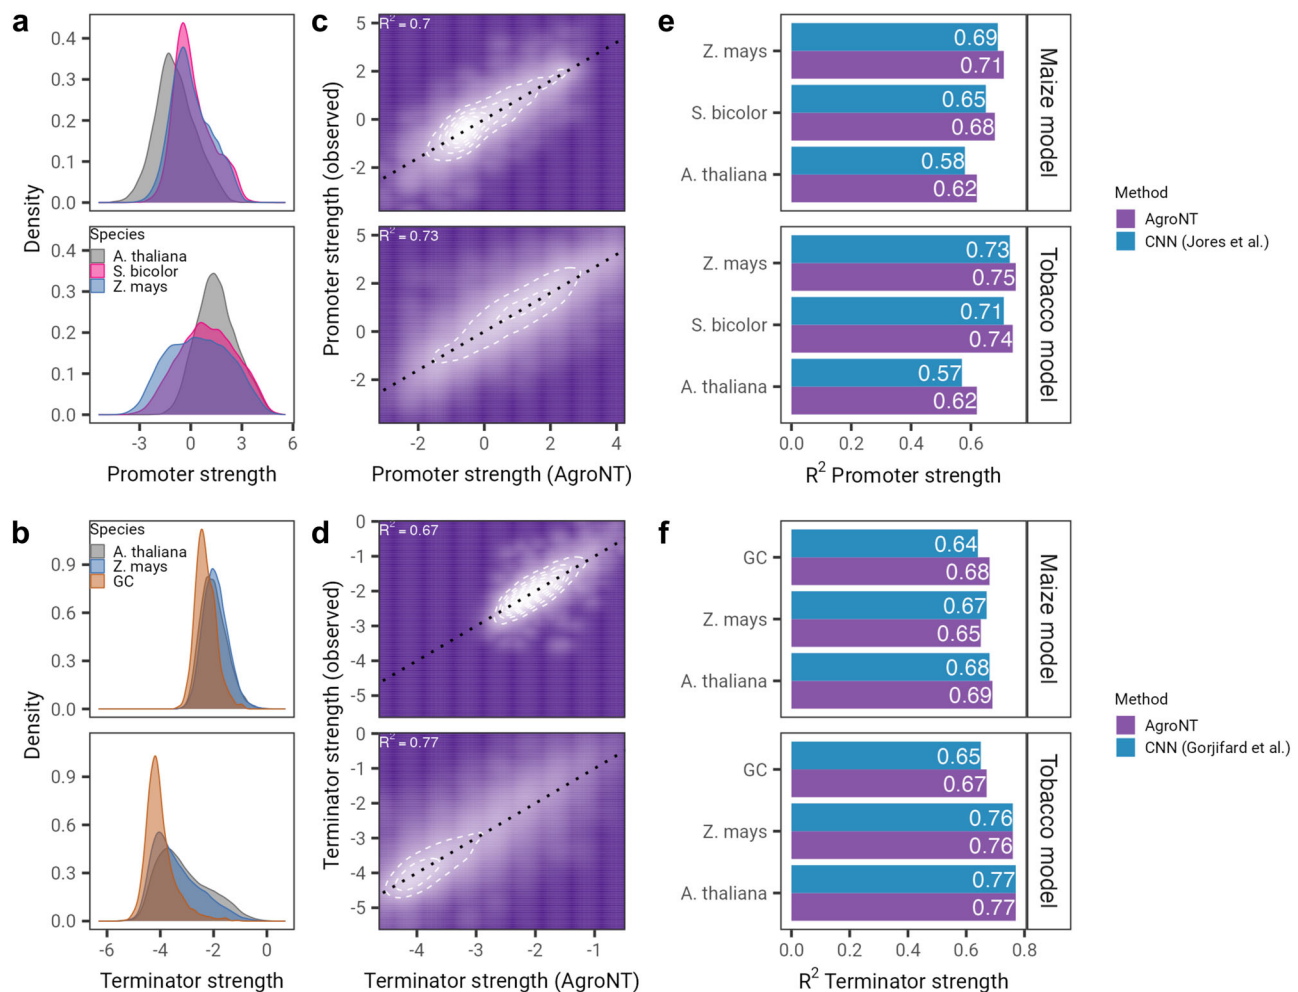 a
Density
0.4
0.3
0.2
0.1
0.0
Species
A. thaliana
S. bicolor
Z. mays
0.4
0.3
0.2
0.1
0.0
-3
0
3
6
Promoter strength
c
Promoter strength (observed)
R² = 0.7
5
2
0
-2
R² = 0.73
5
2
0
-2
-2
0
2
4
Promoter strength (AgroNT)
e
Z. mays
0.69
0.71
S. bicolor
0.65
0.68
A. thaliana
0.58
0.62
Maize model
Z. mays
0.73
0.75
S. bicolor
0.71
0.74
A. thaliana
0.57
0.62
Tobacco model
0.0
0.2
0.4
0.6
R² Promoter strength
Method
AgroNT
CNN (Jores et al.)
b
Density
Species
A. thaliana
Z. mays
GC
0.9
0.6
0.3
0.0
0.9
0.6
0.3
0.0
-6
-4
-2
0
Terminator strength
d
Terminator strength (observed)
R² = 0.67
0
-1
-2
-3
-4
-5
R² = 0.77
0
-1
-2
-3
-4
-5
-4
-3
-2
-1
Terminator strength (AgroNT)
f
GC
0.64
0.68
Z. mays
0.67
0.65
A. thaliana
0.68
0.69
Maize model
GC
0.65
0.67
Z. mays
0.76
0.76
A. thaliana
0.77
0.77
Tobacco model
0.0
0.2
0.4
0.6
0.8
R² Terminator strength
Method
AgroNT
CNN (Gorjifard et al.)